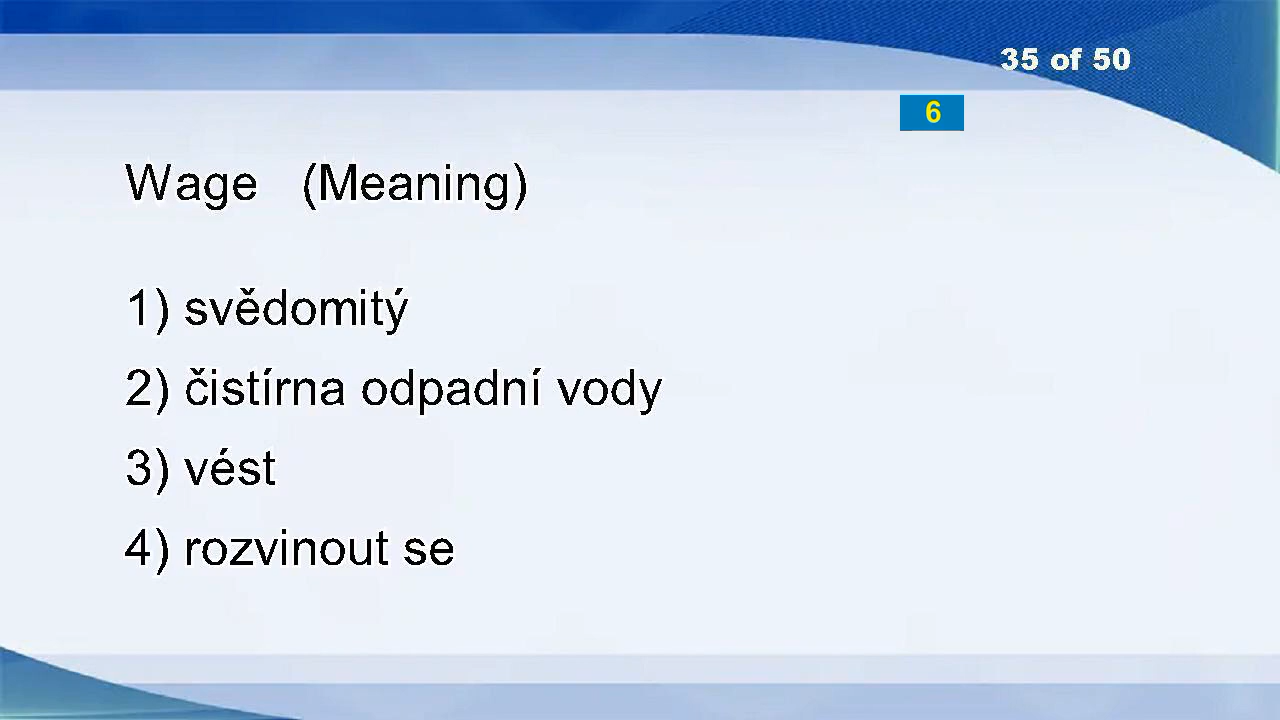 35 of 50
6
Wage (Meaning)
1) svědomitý
2) čistírna odpadní vody
3) vést
4) rozvinout se